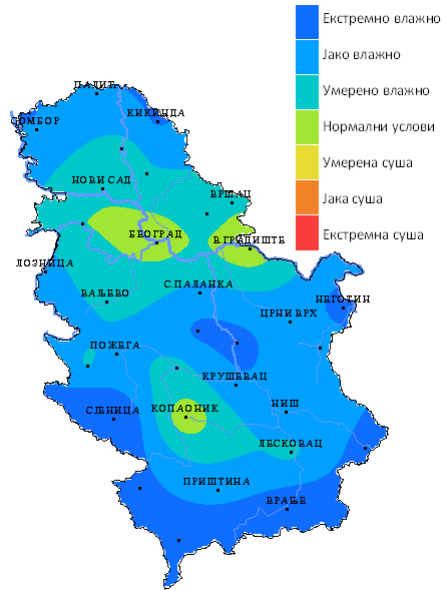 Екстремно влажно
Јако влажно
Умерено влажно
Нормални услови
Умерена суша
Јака суша
Екстремна суша
ПАЛИЋ
СОМБОР
КИКИНДА
НОВИ САД
ВРШАЦ
БЕОГРАД
В.ГРАДИШТЕ
ЛОЗНИЦА
С.ПАЛАНКА
ВАЉЕВО
НЕГОТИН
ЦРНИ ВРХ
ПОЖЕГА
КРУШЕВАЦ
СЈЕНИЦА
КОПАОНИК
НИШ
ЛЕСКОВАЦ
ПРИШТИНА
ВРАЊЕ